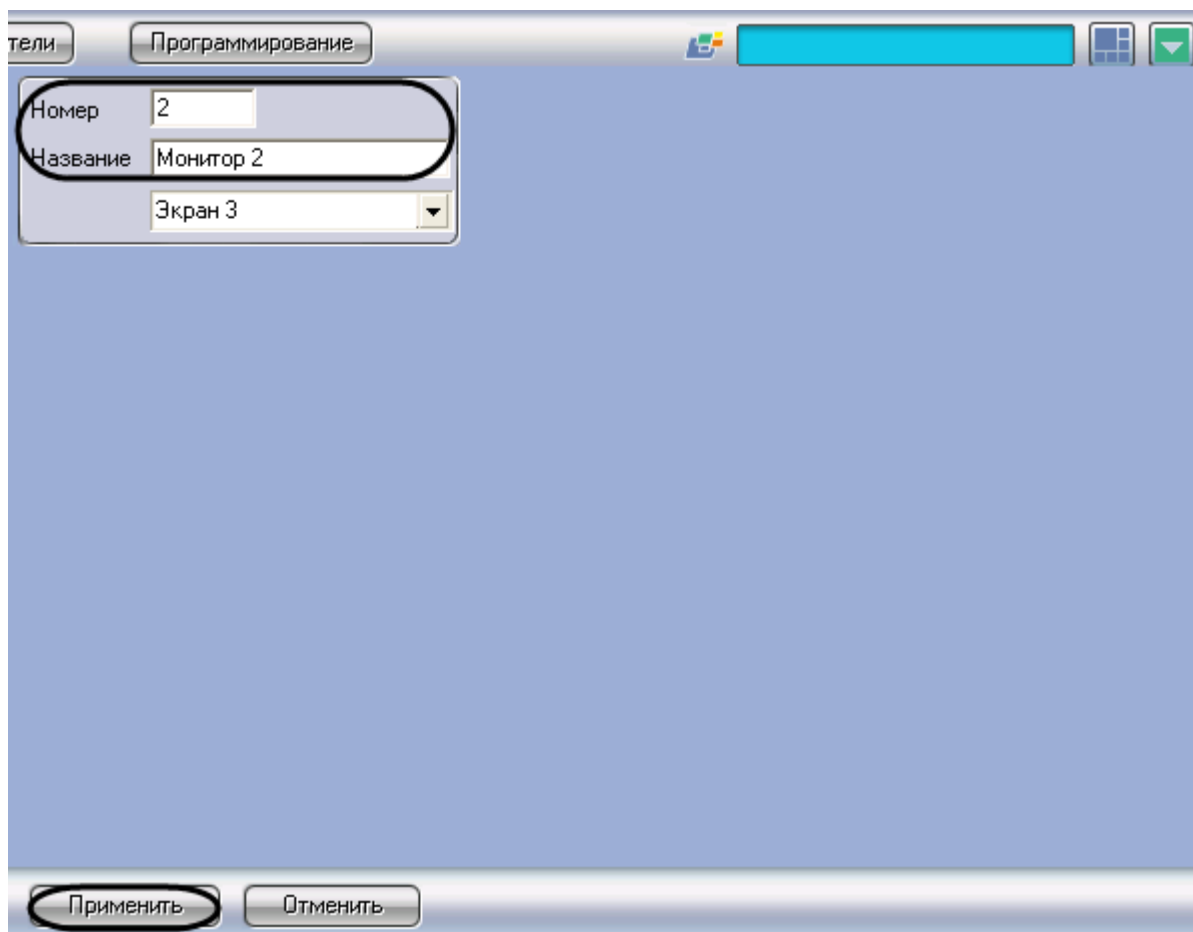 тели Программирование
Номер 2
Название Монитор 2
Экран 3
Применить Отменить